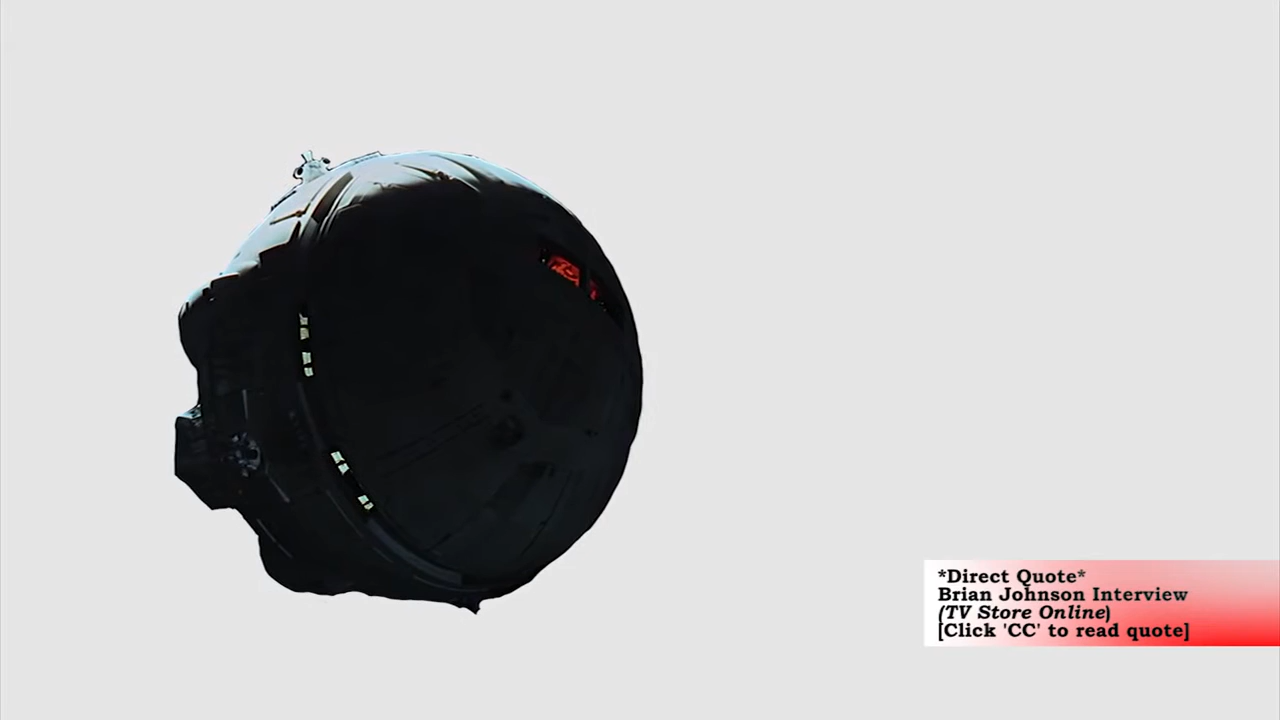 *Direct Quote*
Brian Johnson Interview
(TV Store Online)
[Click 'CC' to read quote]